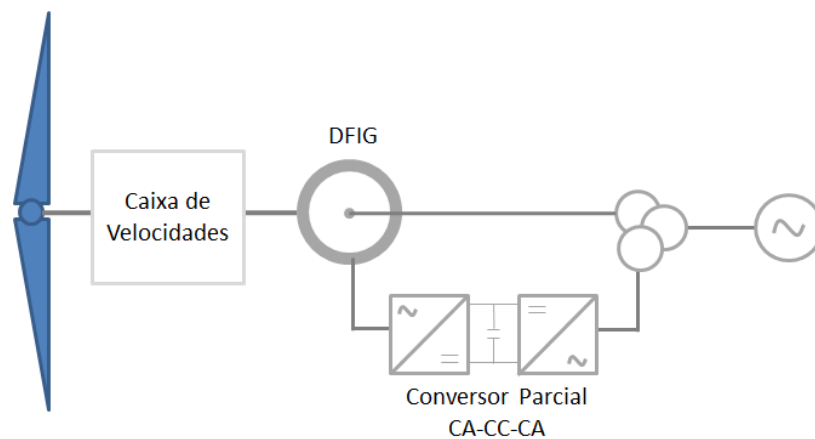 DFIG
Caixa de
Velocidades
Conversor Parcial
CA-CC-CA